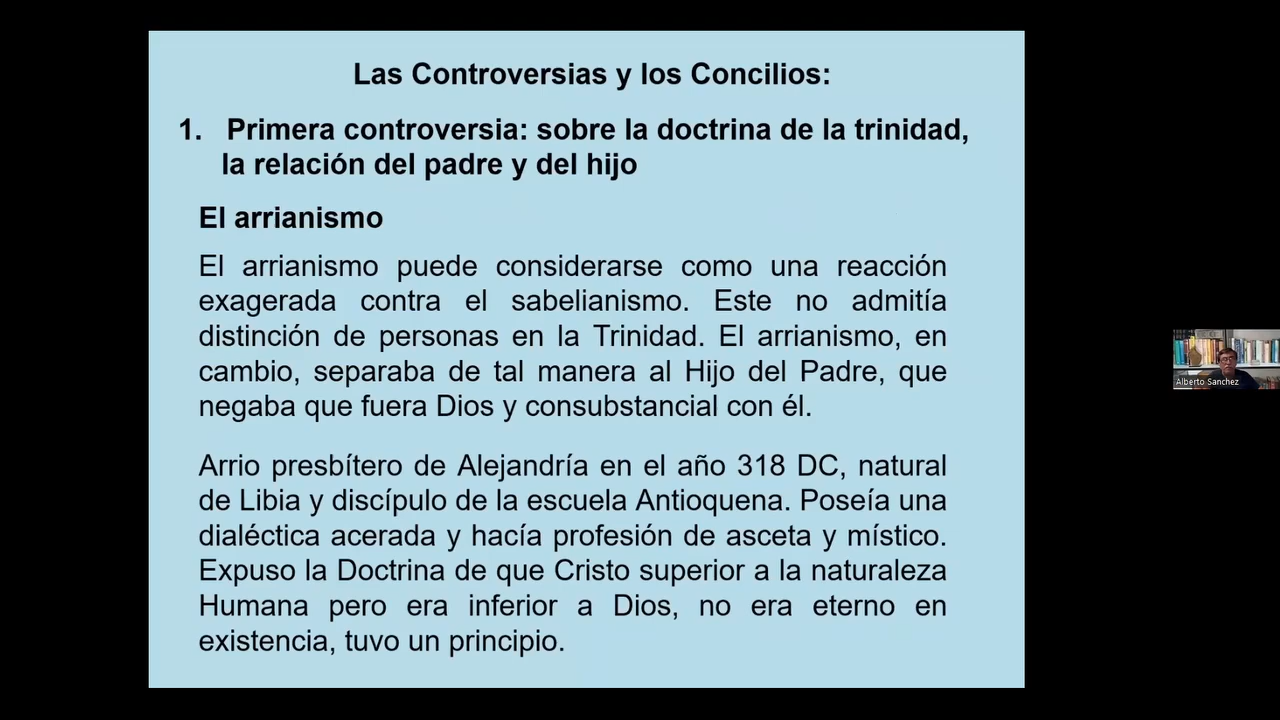 Las Controversias y los Concilios:
1. Primera controversia: sobre la doctrina de la trinidad,
la relación del padre y del hijo
El arrianismo
El arrianismo puede considerarse como una reacción
exagerada contra el sabelianismo. Este no admitía
distinción de personas en la Trinidad. El arrianismo, en
cambio, separaba de tal manera al Hijo del Padre, que
negaba que fuera Dios y consubstancial con él.
Arrio presbítero de Alejandría en el año 318 DC, natural
de Libia y discípulo de la escuela Antioquena. Poseía una
dialéctica acerada y hacía profesión de asceta y místico.
Expuso la Doctrina de que Cristo superior a la naturaleza
Humana pero era inferior a Dios, no era eterno en
existencia, tuvo un principio.
Alberto Sanchez